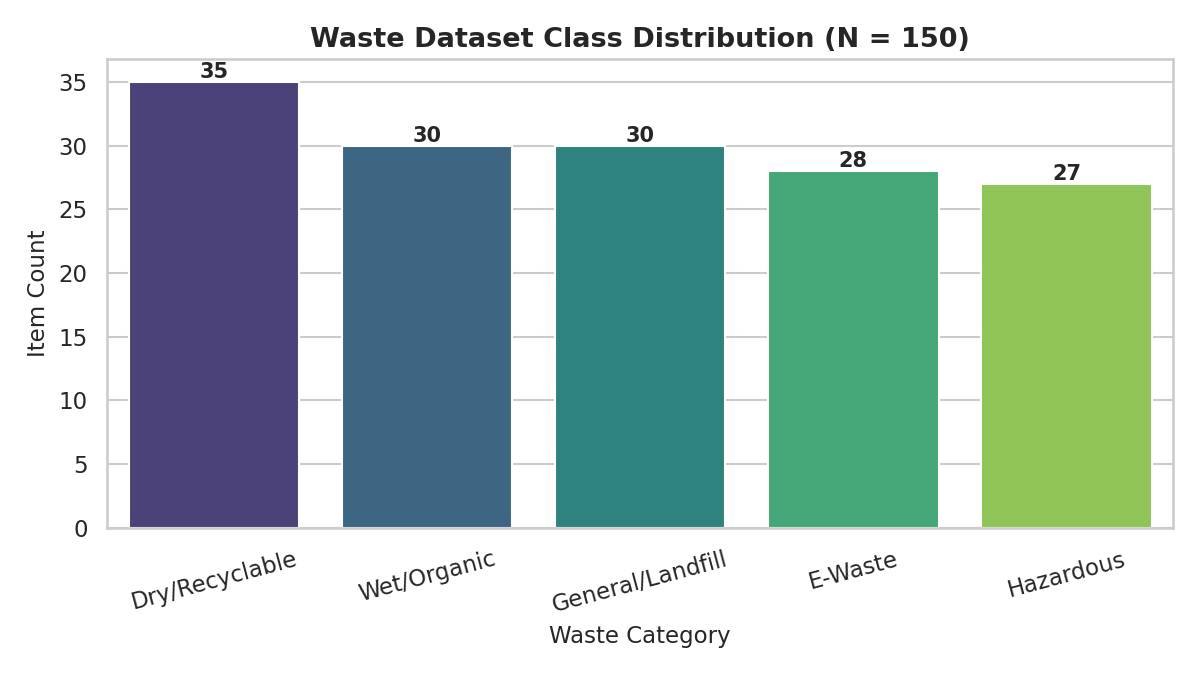 Waste Dataset Class Distribution (N = 150)
35
30
30
28
27
35
30
25
20
15
10
5
0
Item Count
Dry/Recyclable
Wet/Organic
General/Landfill
E-Waste
Hazardous
Waste Category